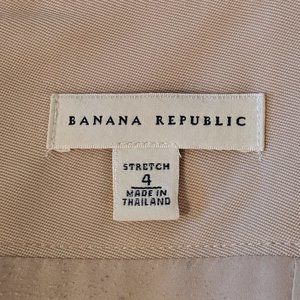 BANANA REPUBLIC
STRETCH
4
MADE IN
THAILAND